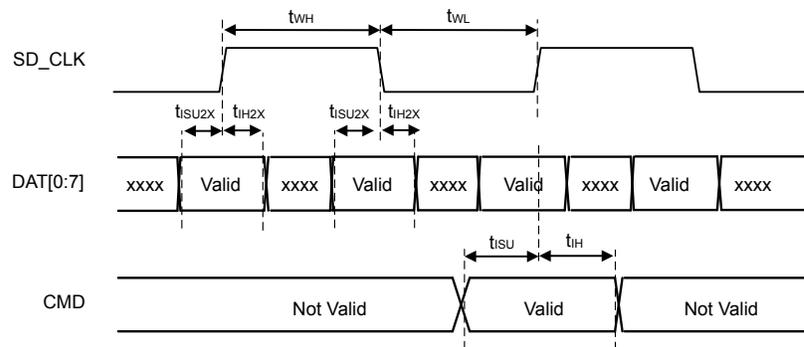 tWH tWL
SD_CLK
tISU2X tIH2X tISU2X tIH2X
DAT[0:7] xxxx Valid xxxx Valid xxxx Valid xxxx Valid xxxx
tISU tIH
CMD Not Valid Valid Not Valid